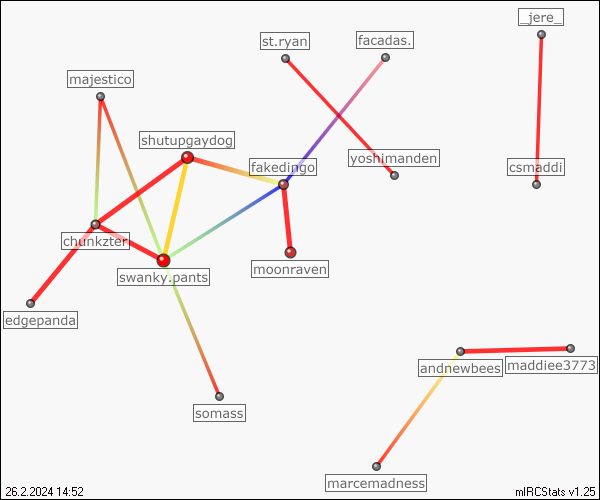 _jere_
st.ryan
facadas.
majestico
shutupgaydog
yoshimanden
fakedingo
csmaddi
chunkzter
moonraven
swanky.pants
edgepanda
andnewbees
maddiee3773
somass
marcemadness
26.2.2024 14:52
mIRCStats v1.25